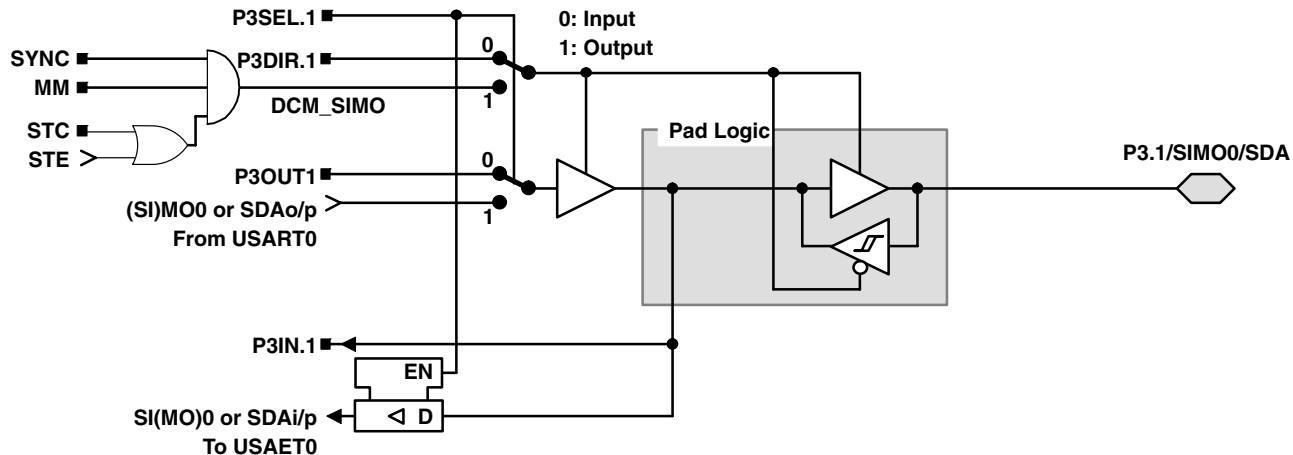 P3SEL.1
0: Input
1: Output
SYNC
P3DIR.1
0
MM
1
DCM_SIMO
STC
STE
Pad Logic
P3.1/SIMO0/SDA
P3OUT1
0
(SI)MO0 or SDAo/p
1
From USART0
P3IN.1
EN
SI(MO)0 or SDAi/p
D
To USAET0